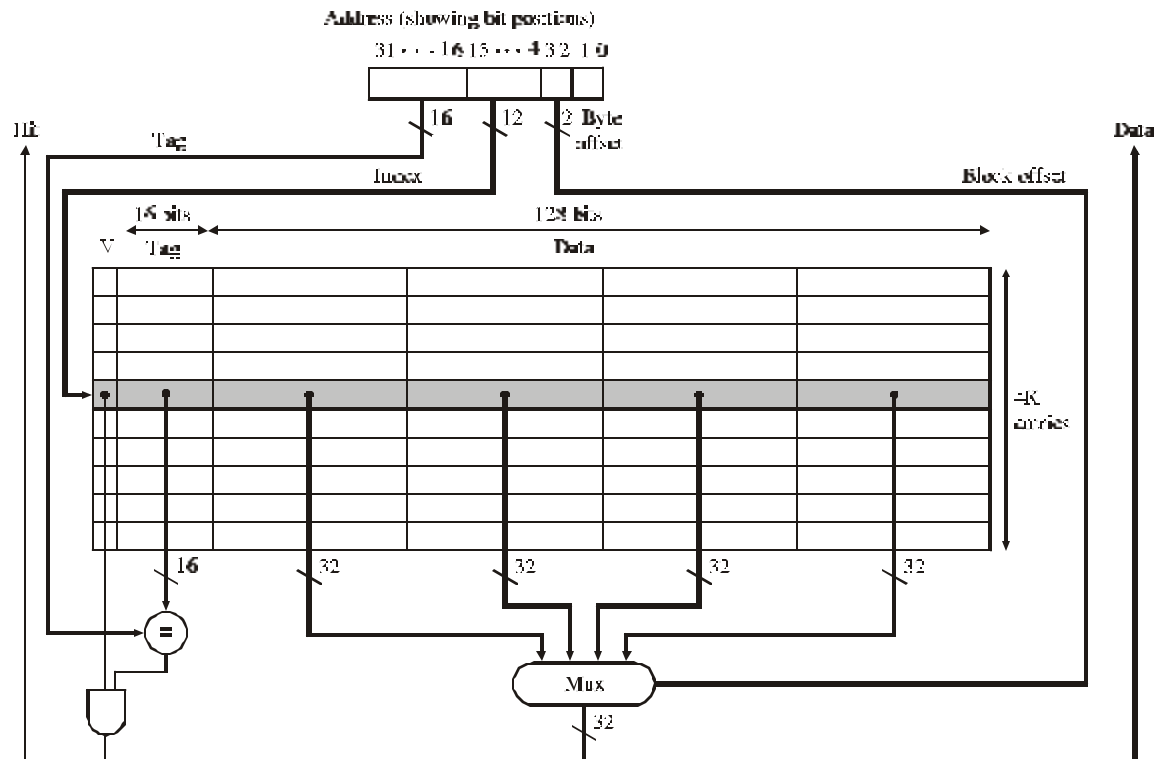 Address (showing bit positions)
31 · · · 16 15 · · · 4 3 2 1 0
16 12 2 Byte offset
Hit
Tag
Data
Index
Block offset
16 bits
128 bits
V
Tag
Data
4K
entries
16 32 32 32 32
=
Mux
32